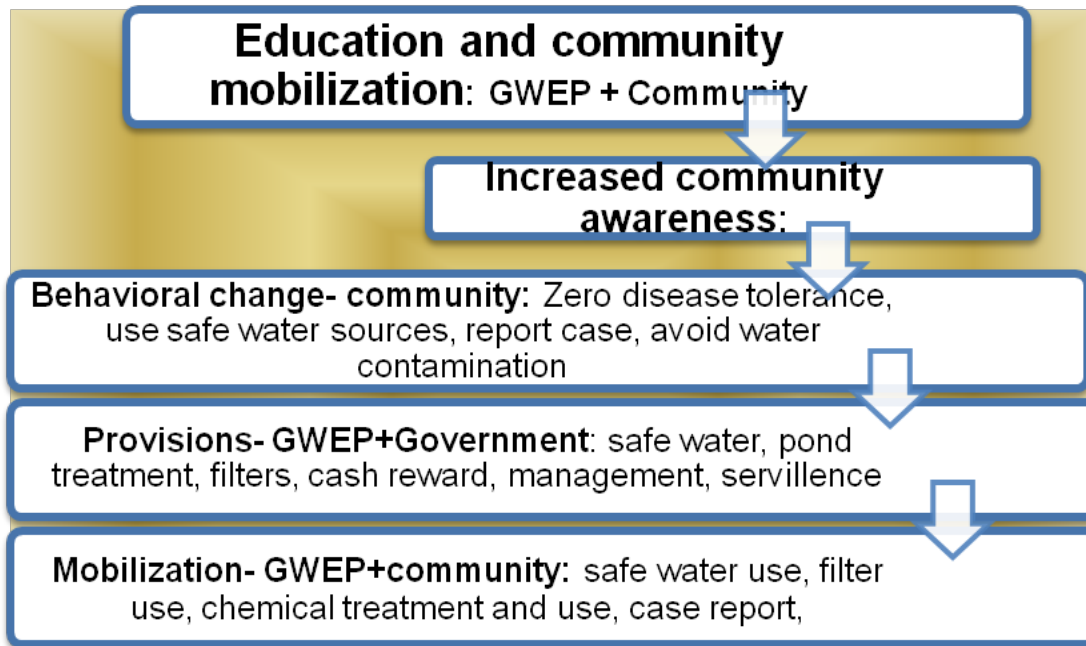 Education and community
mobilization: GWEP + Community
Increased community
awareness:
Behavioral change- community: Zero disease tolerance,
use safe water sources, report case, avoid water
contamination
Provisions- GWEP+Government: safe water, pond
treatment, filters, cash reward, management, servillence
Mobilization- GWEP+community: safe water use, filter
use, chemical treatment and use, case report,